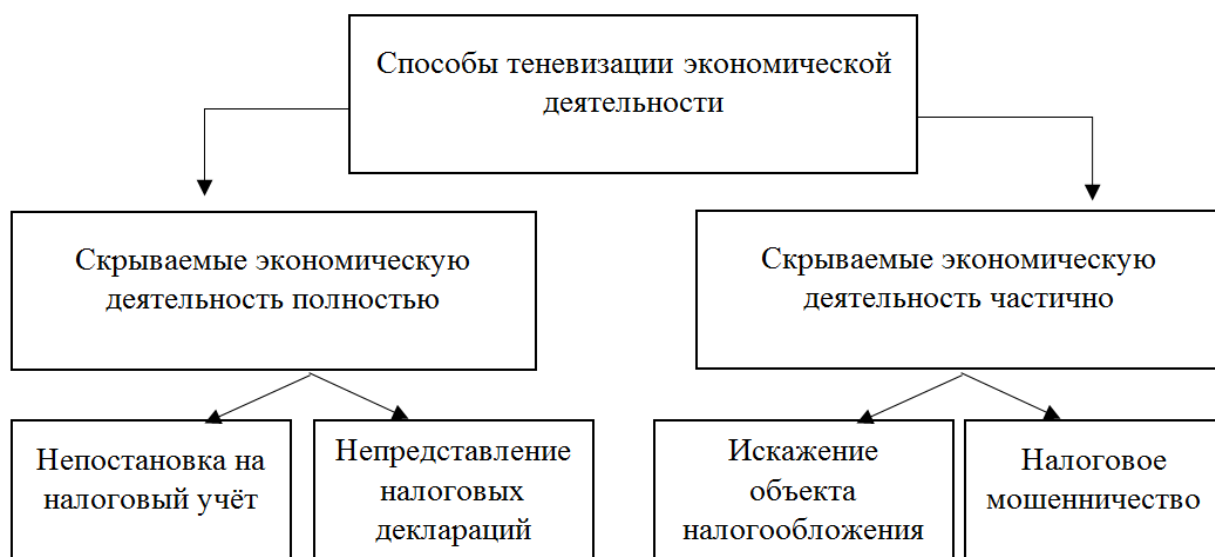 Способы теневизации экономической
деятельности
Скрываемые экономическую
деятельность полностью
Скрываемые экономическую
деятельность частично
Непостановка на
налоговый учёт
Непредставление
налоговых
деклараций
Искажение
объекта
налогообложения
Налоговое
мошенничество